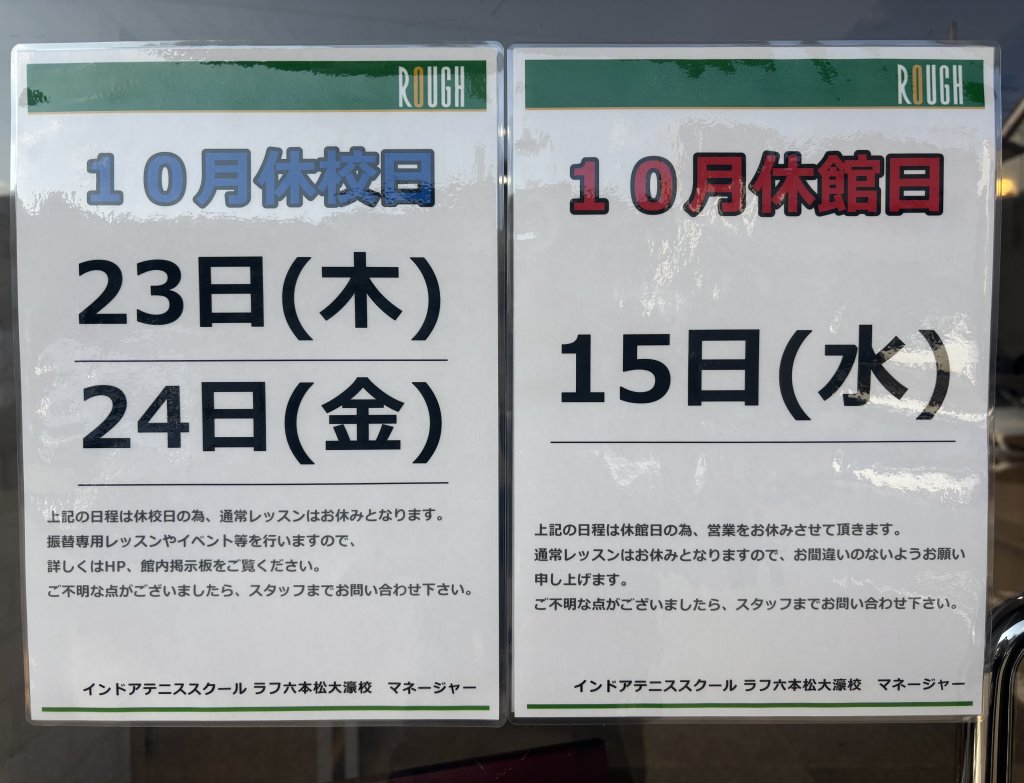 ROUGH
10月休校日
23日(木)
24日(金)
上記の日程は休校日の為、通常レッスンはお休みとなります。
振替専用レッスンやイベント等を行いますので、
詳しくはHP、館内掲示板をご覧ください。
ご不明な点がございましたら、スタッフまでお問い合わせ下さい。
インドアテニススクール ラフ六本松大濠校　マネージャー
ROUGH
10月休館日
15日(水)
上記の日程は休館日の為、営業をお休みさせて頂きます。
通常レッスンはお休みとなりますので、お間違いのないようお願い
申し上げます。
ご不明な点がございましたら、スタッフまでお問い合わせ下さい。
インドアテニススクール ラフ六本松大濠校　マネージャー